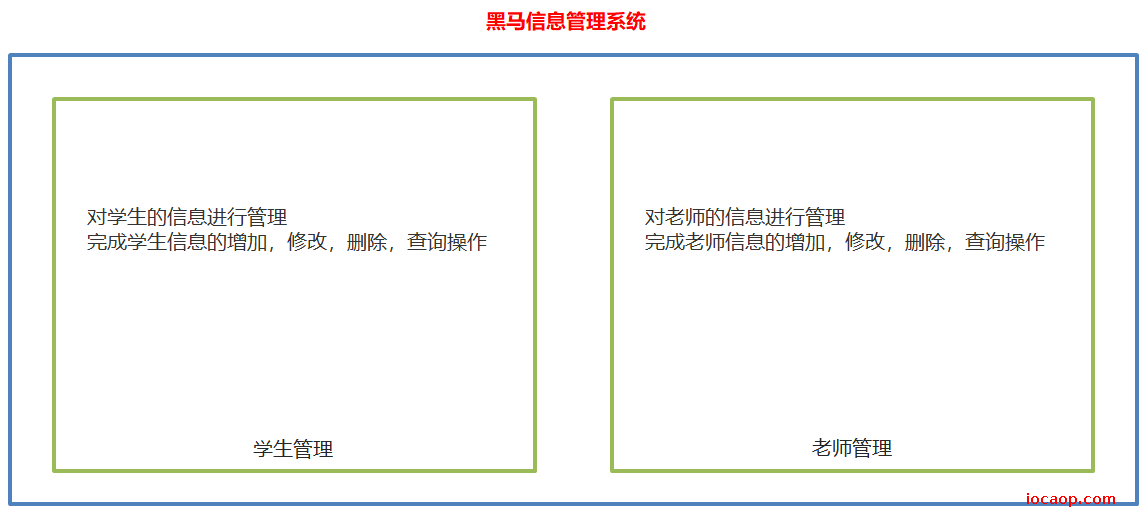 黑马信息管理系统
对学生的信息进行管理
完成学生信息的增加，修改，删除，查询操作
学生管理
对老师的信息进行管理
完成老师信息的增加，修改，删除，查询操作
老师管理
iocaop.com